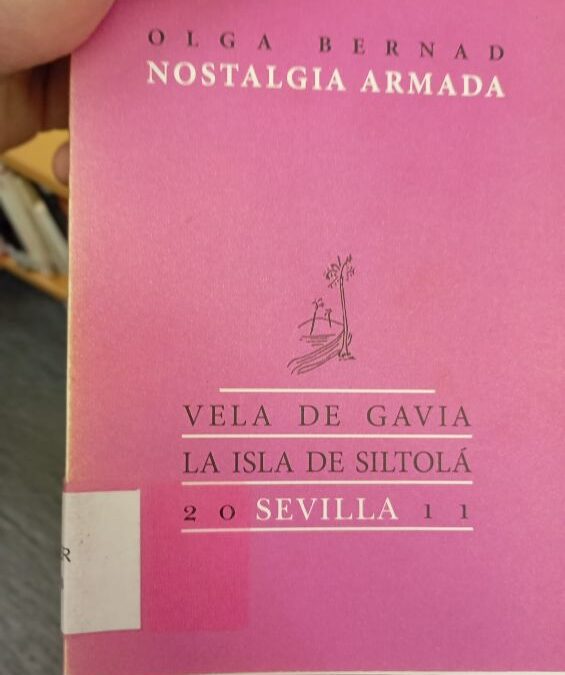 OLGA BERNAD
NOSTALGIA ARMADA
VELA DE GAVIA
LA ISLA DE SILTOLÁ
20 SEVILLA 11
R